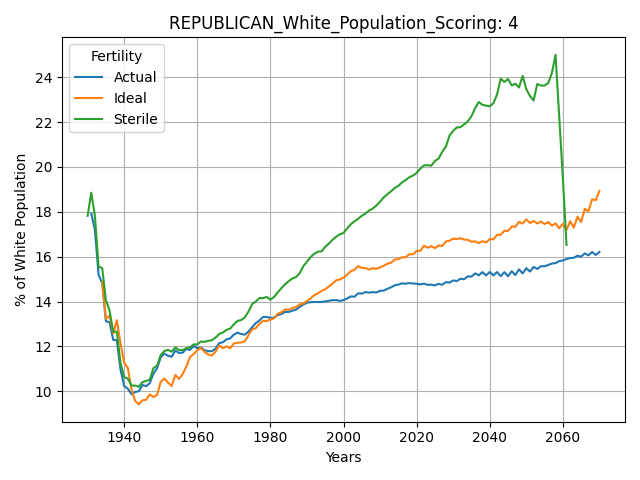 REPUBLICAN_White_Population_Scoring: 4
Fertility
Actual
Ideal
Sterile
% of White Population
24
22
20
18
16
14
12
10
1940
1960
1980
2000
2020
2040
2060
Years